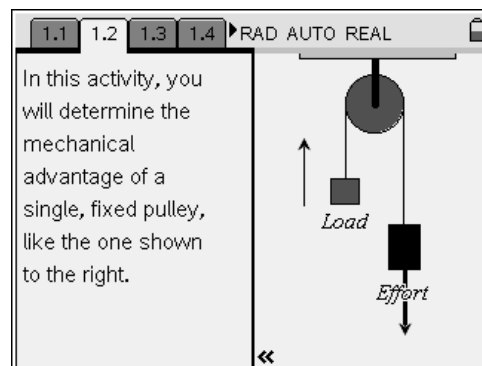 1.1 1.2 1.3 1.4 RAD AUTO REAL
In this activity, you
will determine the
mechanical
advantage of a
single, fixed pulley,
like the one shown
to the right.
Load
Effort